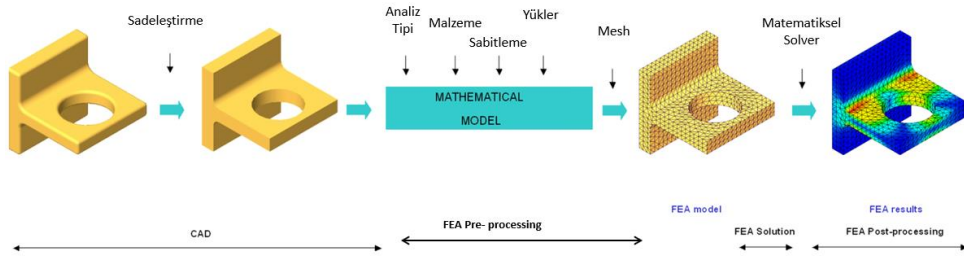 Sadeleştirme
Analiz
Tipi
Malzeme
Sabitleme
Yükler
Mesh
Matematiksel
Solver
MATHEMATICAL
MODEL
FEA model
FEA results
CAD
FEA Pre- processing
FEA Solution
FEA Post-processing